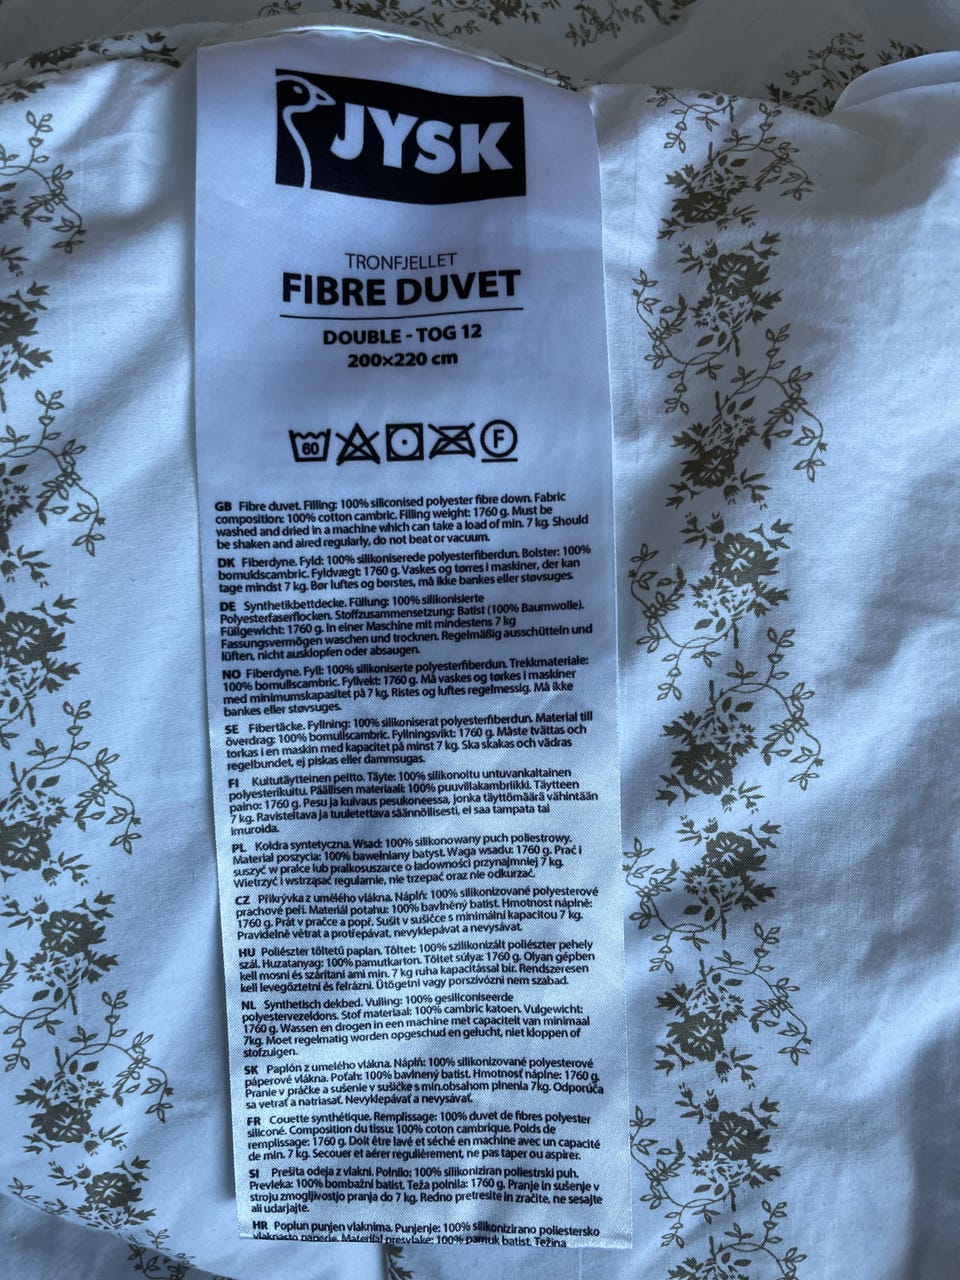 JYSK
TRONFJELLET
FIBRE DUVET
DOUBLE - TOG 12
200×220 cm
60 F
GB Fibre duvet. Filling: 100% siliconised polyester fibre down. Fabric
composition: 100% cotton cambric. Filling weight: 1760 g. Must be
washed and dried in a machine which can take a load of min. 7 kg. Should
be shaken and aired regularly, do not beat or vacuum.
DK Fiberdyne. Fyld: 100% silikoniserede polyesterfiberdun. Bolster: 100%
bomuldscambric. Fyldvægt: 1760 g. Vaskes og tørres i maskiner, der kan
tage mindst 7 kg. Bør luftes og børstes, må ikke bankes eller støvsuges.
DE Synthetikbettdecke. Füllung: 100% silikonisierte
Polyesterfaserflocken. Stoffzusammensetzung: Batist (100% Baumwolle).
Füllgewicht: 1760 g. In einer Maschine mit mindestens 7 kg
Fassungsvermögen waschen und trocknen. Regelmäßig ausschütteln und
lüften, nicht ausklopfen oder absaugen.
NO Fiberdyne. Fyll: 100% silikoniserte polyesterfiberdun. Trekkmateriale:
100% bomullscambric. Fyllvekt: 1760 g. Må vaskes og tørkes i maskiner
med minimumskapasitet på 7 kg. Ristes og luftes regelmessig. Må ikke
bankes eller støvsuges.
SE Fibertäcke. Fyllning: 100% silikoniserat polyesterfiberdun. Material till
överdrag: 100% bomullscambric. Fyllningsvikt: 1760 g. Måste tvättas och
torkas i en maskin med kapacitet på minst 7 kg. Ska skakas och vädras
regelbundet, ej piskas eller dammsugas.
FI Kuitutäytteinen peitto. Täyte: 100% silikonoitu untuvankaltainen
polyesterikuitu. Päällisen materiaali: 100% puuvillakambriikki. Täytteen
paino: 1760 g. Pesu ja kuivaus pesukoneessa, jonka täyttömäärä vähintään
7 kg. Ravisteltava ja tuuletettava säännöllisesti, ei saa tampata tai
imuroida.
PL Kołdra syntetyczna. Wsad: 100% silikonowany puch poliestrowy.
Materiał poszycia: 100% bawełniany batyst. Waga wsadu: 1760 g. Prać i
suszyć w pralce lub pralkosuszarce o ładowności przynajmniej 7 kg.
Wietrzyć i wstrząsać regularnie, nie trzepać oraz nie odkurzać.
CZ Přikrývka z umělého vlákna. Náplň: 100% silikonizované polyesterové
prachové peří. Materiál potahu: 100% bavlněný batist. Hmotnost náplně:
1760 g. Prát v pračce a popř. Sušit v sušičce s minimální kapacitou 7 kg.
Pravidelně větrat a protřepávat, nevyklepávat a nevysávat.
HU Poliészter töltetű paplan. Töltet: 100% szilikonizált poliészter pehely
szál. Huzatanyag: 100% pamutkarton. Töltet súlya: 1760 g. Olyan gépben
kell mosni és szárítani ami min. 7 kg ruha kapacitással bír. Rendszeresen
kell levegőztetni és felrázni. Ütögetni vagy porszívózni nem szabad.
NL Synthetisch dekbed. Vulling: 100% gesiliconiseerde
polyestervezeldons. Stof materiaal: 100% cambric katoen. Vulgewicht:
1760 g. Wassen en drogen in een machine met capaciteit van minimaal
7kg. Moet regelmatig worden opgeschud en gelucht, niet kloppen of
stofzuigen.
SK Paplón z umelého vlákna. Náplň: 100% silikonizované polyesterové
páperové vlákna. Poťah: 100% bavlnený batist. Hmotnosť náplne: 1760 g.
Pranie v práčke a sušenie v sušičke s min.obsahom plnenia 7kg. Odporúča
sa vetrať a natriasať. Nevyklepávať a nevysávať.
FR Couette synthétique. Remplissage: 100% duvet de fibres polyester
siliconé. Composition du tissu: 100% coton cambrique. Poids de
remplissage: 1760 g. Doit être lavé et séché en machine avec un capacité
de min. 7 kg. Secouer et aérer regulièrement, ne pas taper ou aspirer.
SI Prešita odeja z vlakni. Polnilo: 100% silikoniziran poliestrski puh.
Prevleka: 100% bombažni batist. Teža polnila: 1760 g. Pranje in sušenje v
stroju zmogljivostjo pranja do 7 kg. Redno pretresite in zračite, ne sesajte
ali udarjajte.
HR Poplun punjen vlaknima. Punjenje: 100% silikonizirano poliestersko
vlaknasto paperje. Materijal presvlake: 100% pamuk batist. Težina